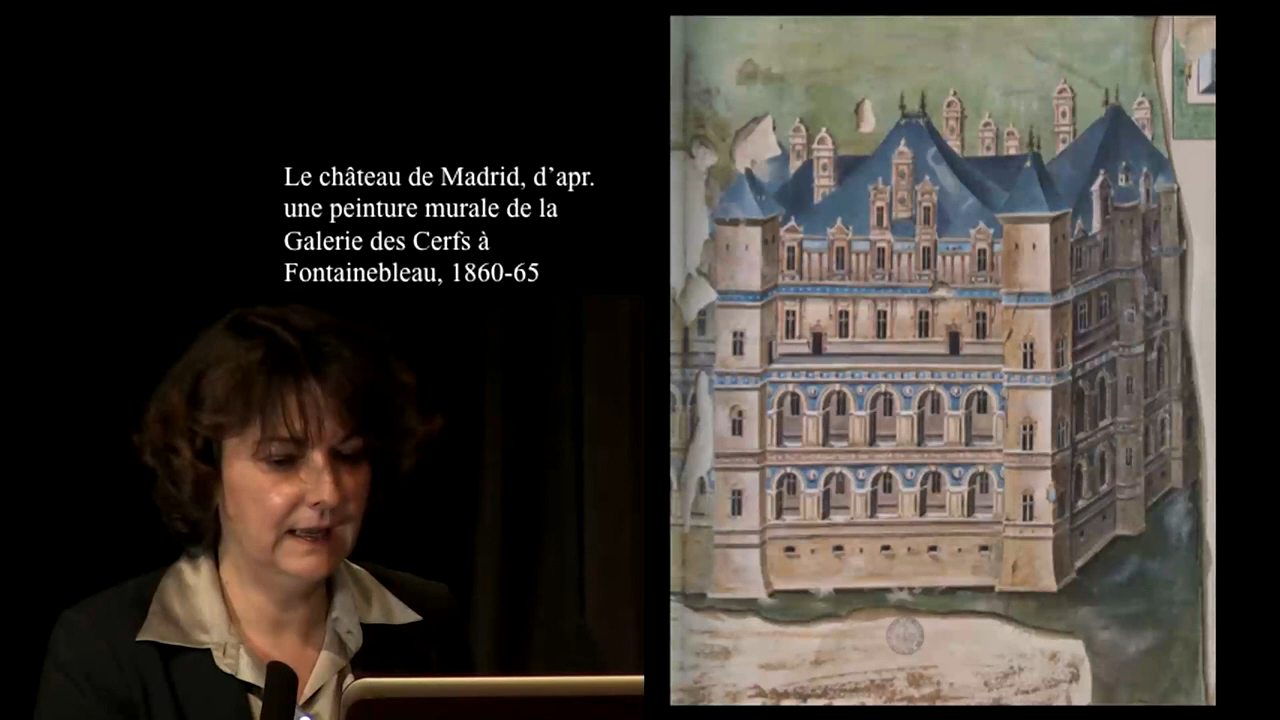 Le château de Madrid, d’apr.
une peinture murale de la
Galerie des Cerfs à
Fontainebleau, 1860-65